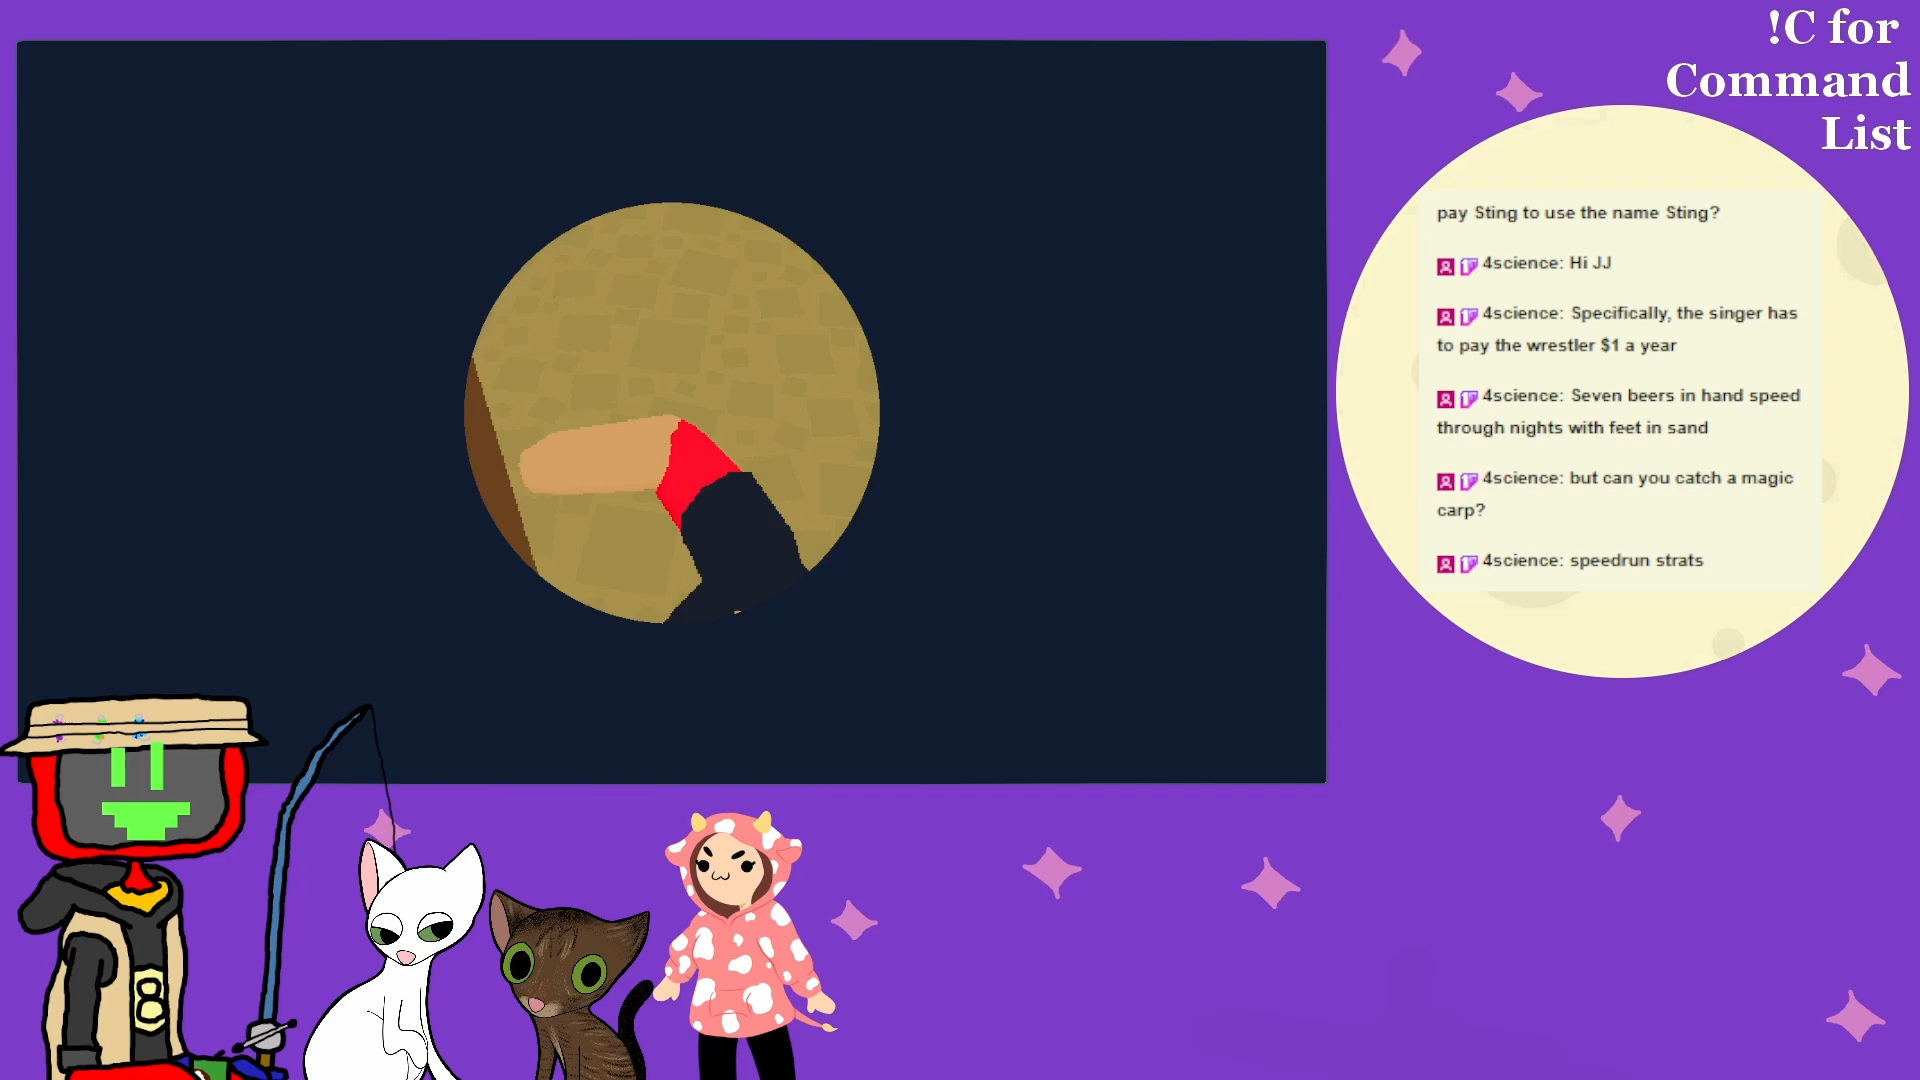 !C for
Command
List
pay Sting to use the name Sting?
4science: Hi JJ
4science: Specifically, the singer has
to pay the wrestler $1 a year
4science: Seven beers in hand speed
through nights with feet in sand
4science: but can you catch a magic
carp?
4science: speedrun strats
8